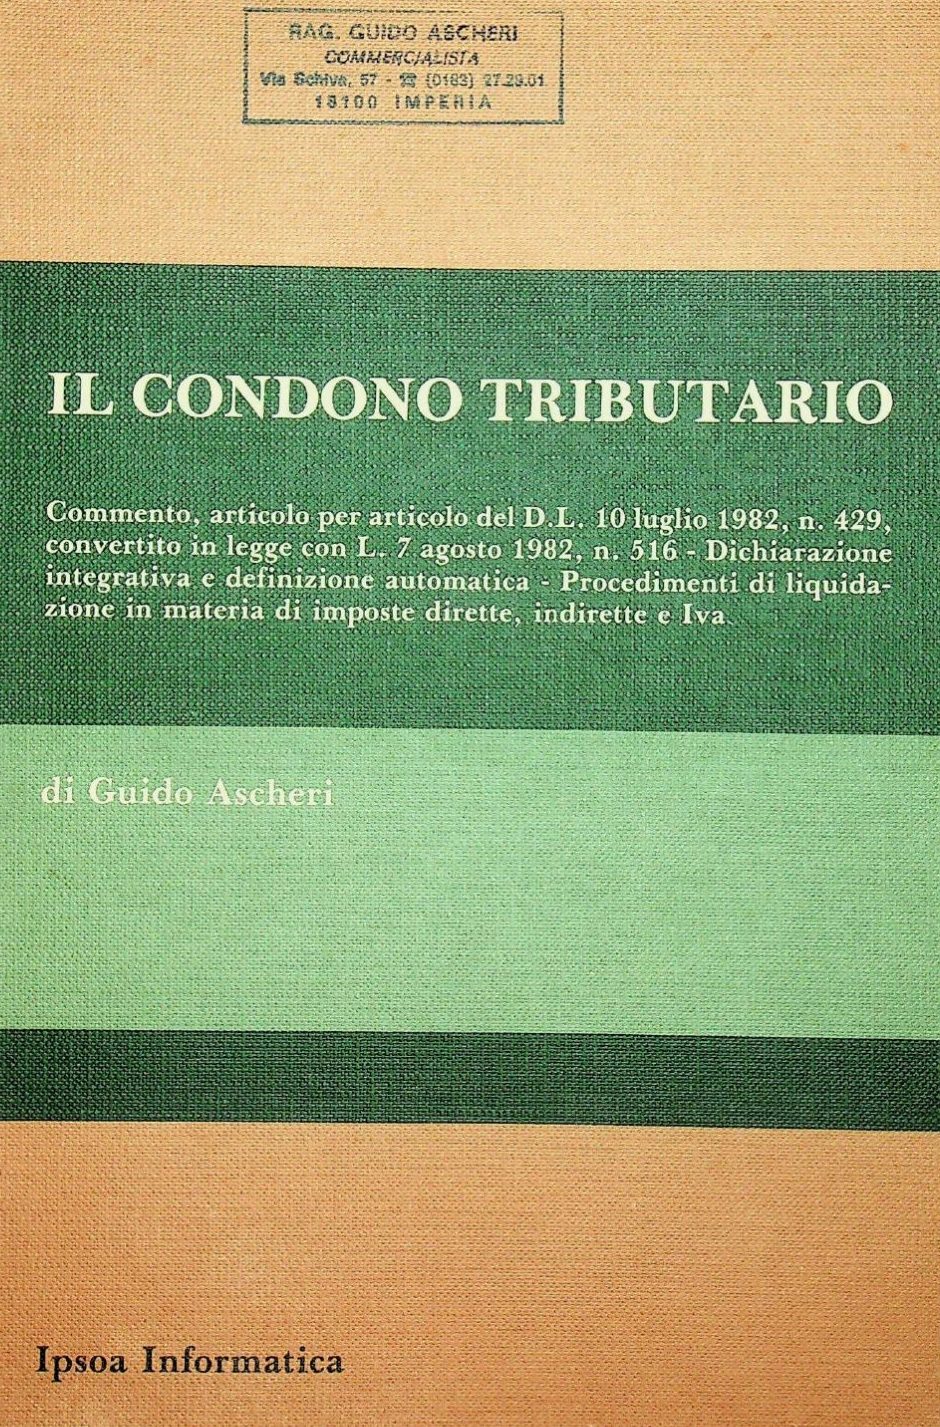 RAG. GUIDO ASCHERI
COMMERCIALISTA
Via Schiva, 57 - ☎ (0183) 27.29.01
18100 IMPERIA
IL CONDONO TRIBUTARIO
Commento, articolo per articolo del D.L. 10 luglio 1982, n. 429,
convertito in legge con L. 7 agosto 1982, n. 516 - Dichiarazione
integrativa e definizione automatica - Procedimenti di liquida-
zione in materia di imposte dirette, indirette e Iva.
di Guido Ascheri
Ipsoa Informatica